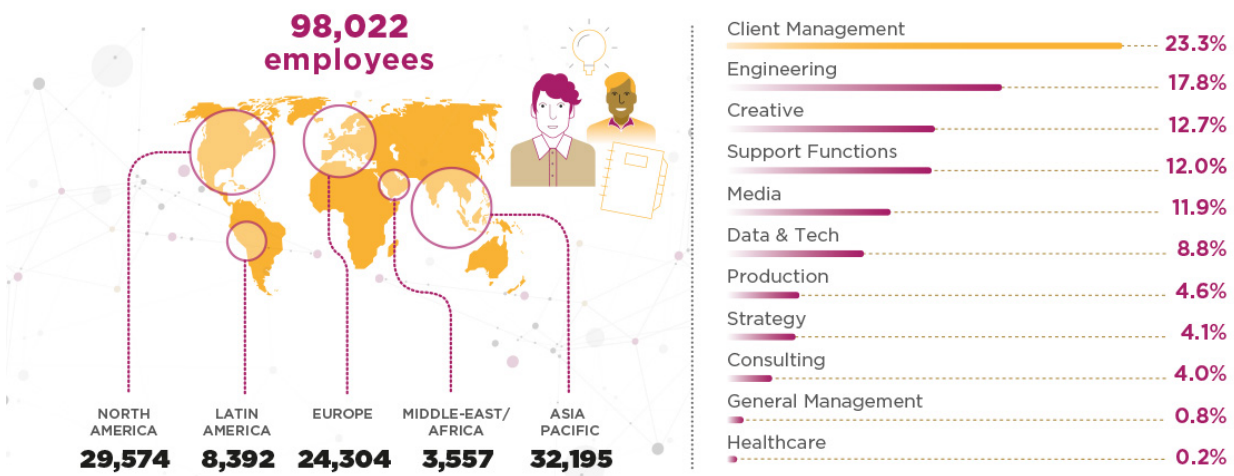 98,022
employees
NORTH
AMERICA
29,574
LATIN
AMERICA
8,392
EUROPE
24,304
MIDDLE-EAST/
AFRICA
3,557
ASIA
PACIFIC
32,195
Client Management
23.3%
Engineering
17.8%
Creative
12.7%
Support Functions
12.0%
Media
11.9%
Data & Tech
8.8%
Production
4.6%
Strategy
4.1%
Consulting
4.0%
General Management
0.8%
Healthcare
0.2%